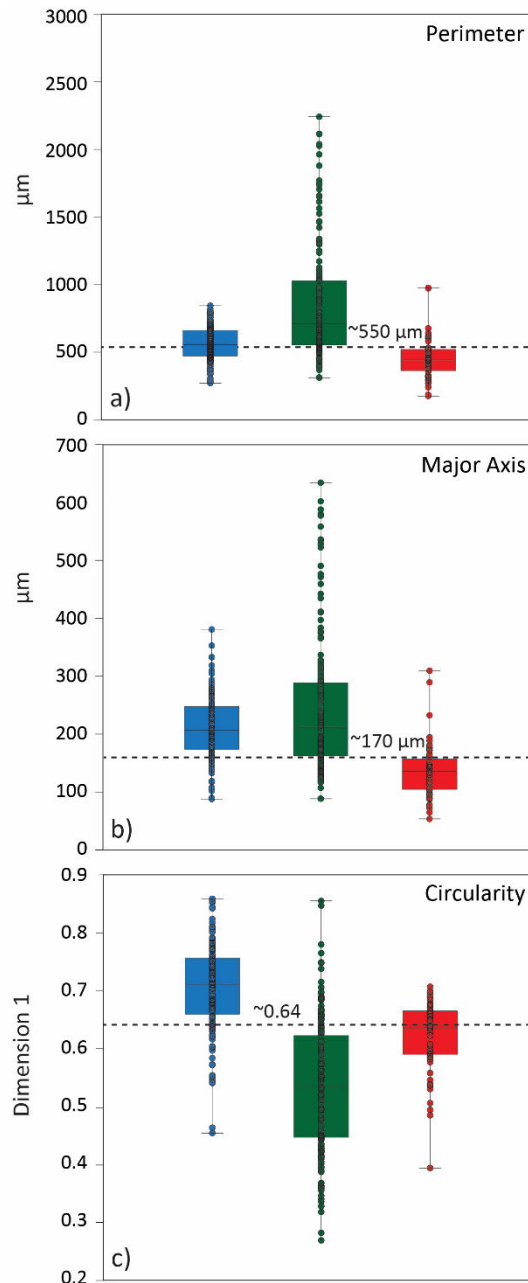 3000
Perimeter
2500
2000
µm
1500
1000
~550 µm
500
0
a)
700
Major Axis
600
500
µm
400
300
200
~170 µm
100
0
b)
0.9
Circularity
0.8
0.7
~0.64
Dimension 1
0.6
0.5
0.4
0.3
0.2
c)